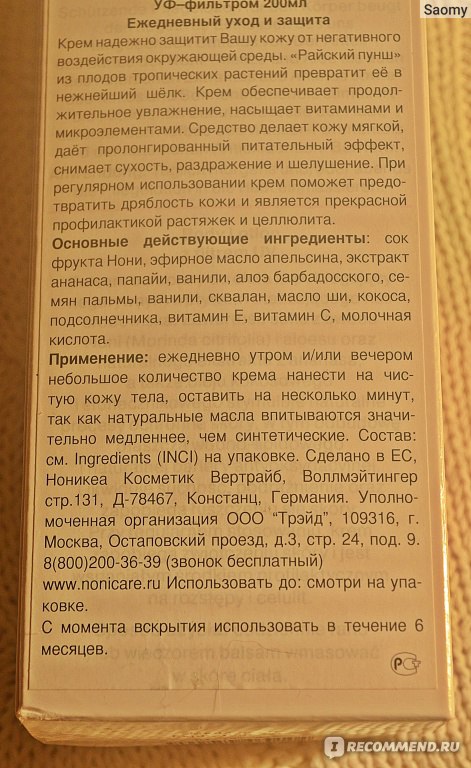 Saomy
УФ–фильтром 200мл
Ежедневный уход и защита
Крем надежно защитит Вашу кожу от негативного
воздействия окружающей среды. «Райский пунш»
из плодов тропических растений превратит её в
нежнейший шёлк. Крем обеспечивает продол-
жительное увлажнение, насыщает витаминами и
микроэлементами. Средство делает кожу мягкой,
даёт пролонгированный питательный эффект,
снимает сухость, раздражение и шелушение. При
регулярном использовании крем поможет предо-
твратить дряблость кожи и является прекрасной
профилактикой растяжек и целлюлита.
Основные действующие ингредиенты: сок
фрукта Нони, эфирное масло апельсина, экстракт
ананаса, папайи, ванили, алоэ барбадосского, се-
мян пальмы, ванили, сквалан, масло ши, кокоса,
подсолнечника, витамин Е, витамин С, молочная
кислота.
Применение: ежедневно утром и/или вечером
небольшое количество крема нанести на чис-
тую кожу тела, оставить на несколько минут,
так как натуральные масла впитываются значи-
тельно медленнее, чем синтетические. Состав:
см. Ingredients (INCI) на упаковке. Сделано в ЕС,
Ноникеа Косметик Вертрайб, Воллмэйтингер
стр.131, Д-78467, Констанц, Германия. Уполно-
моченная организация ООО "Трэйд", 109316, г.
Москва, Остаповский проезд, д.3, стр. 24, под. 9.
8(800)200-36-39 (звонок бесплатный)
www.nonicare.ru Использовать до: смотри на упа-
ковке.
С момента вскрытия использовать в течение 6
месяцев.
na rozstępy i cellulit.
wieczorem balsam wmasować
w skórę ciała.
РСТ
IRECOMMEND.RU